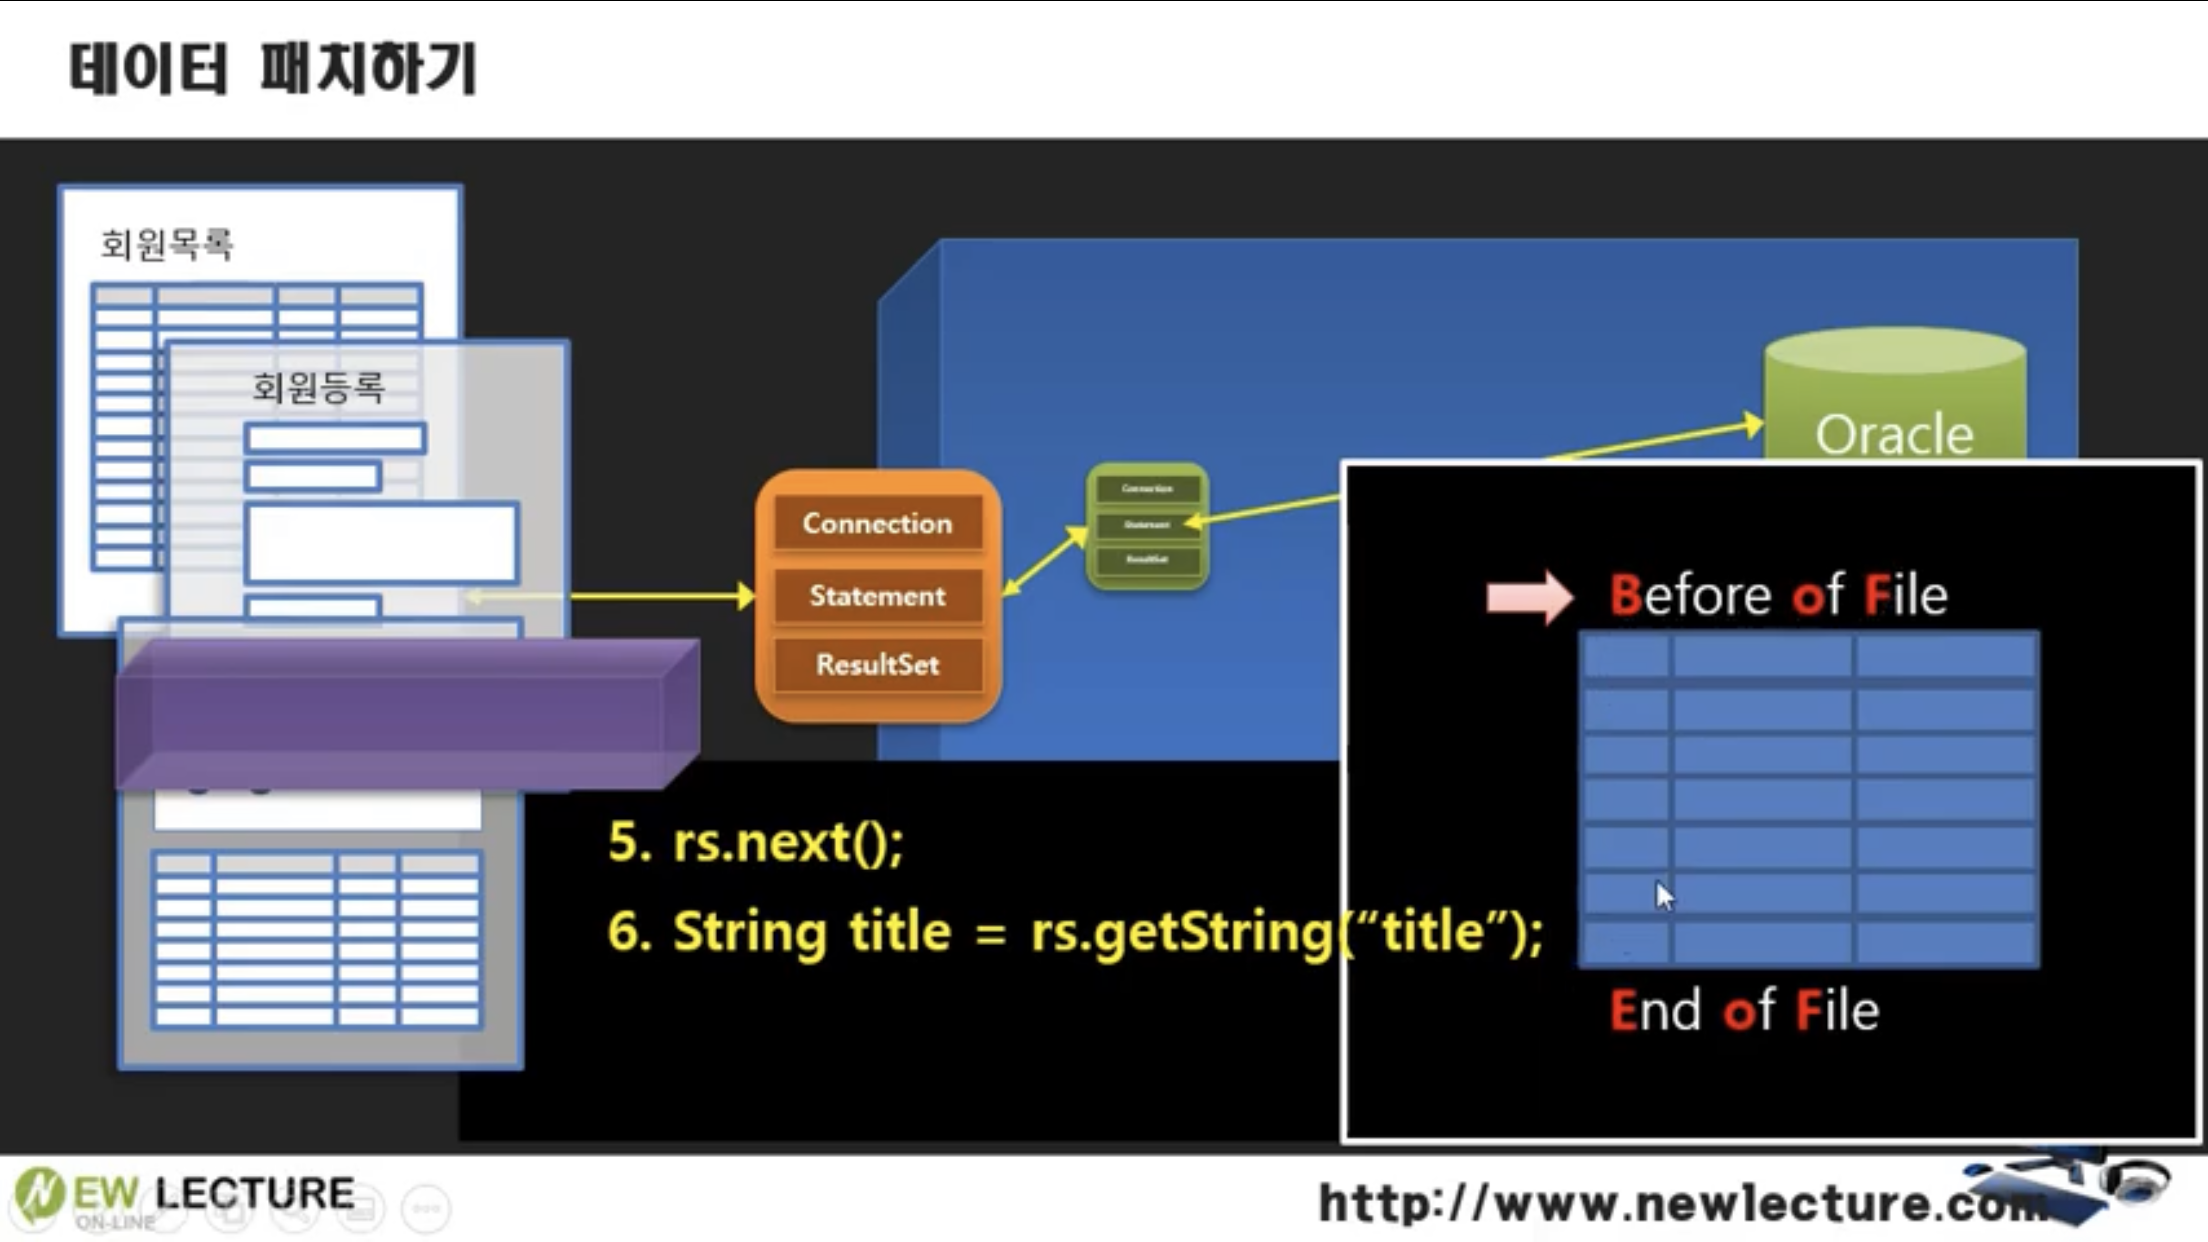 데이터 패치하기
회원목록
회원등록
Oracle
Connection
Statement
ResultSet
Connection
Statement
ResultSet
Before of File
5. rs.next();
6. String title = rs.getString(“title”);
End of File
NEW LECTURE
ON-LINE
http://www.newlecture.com